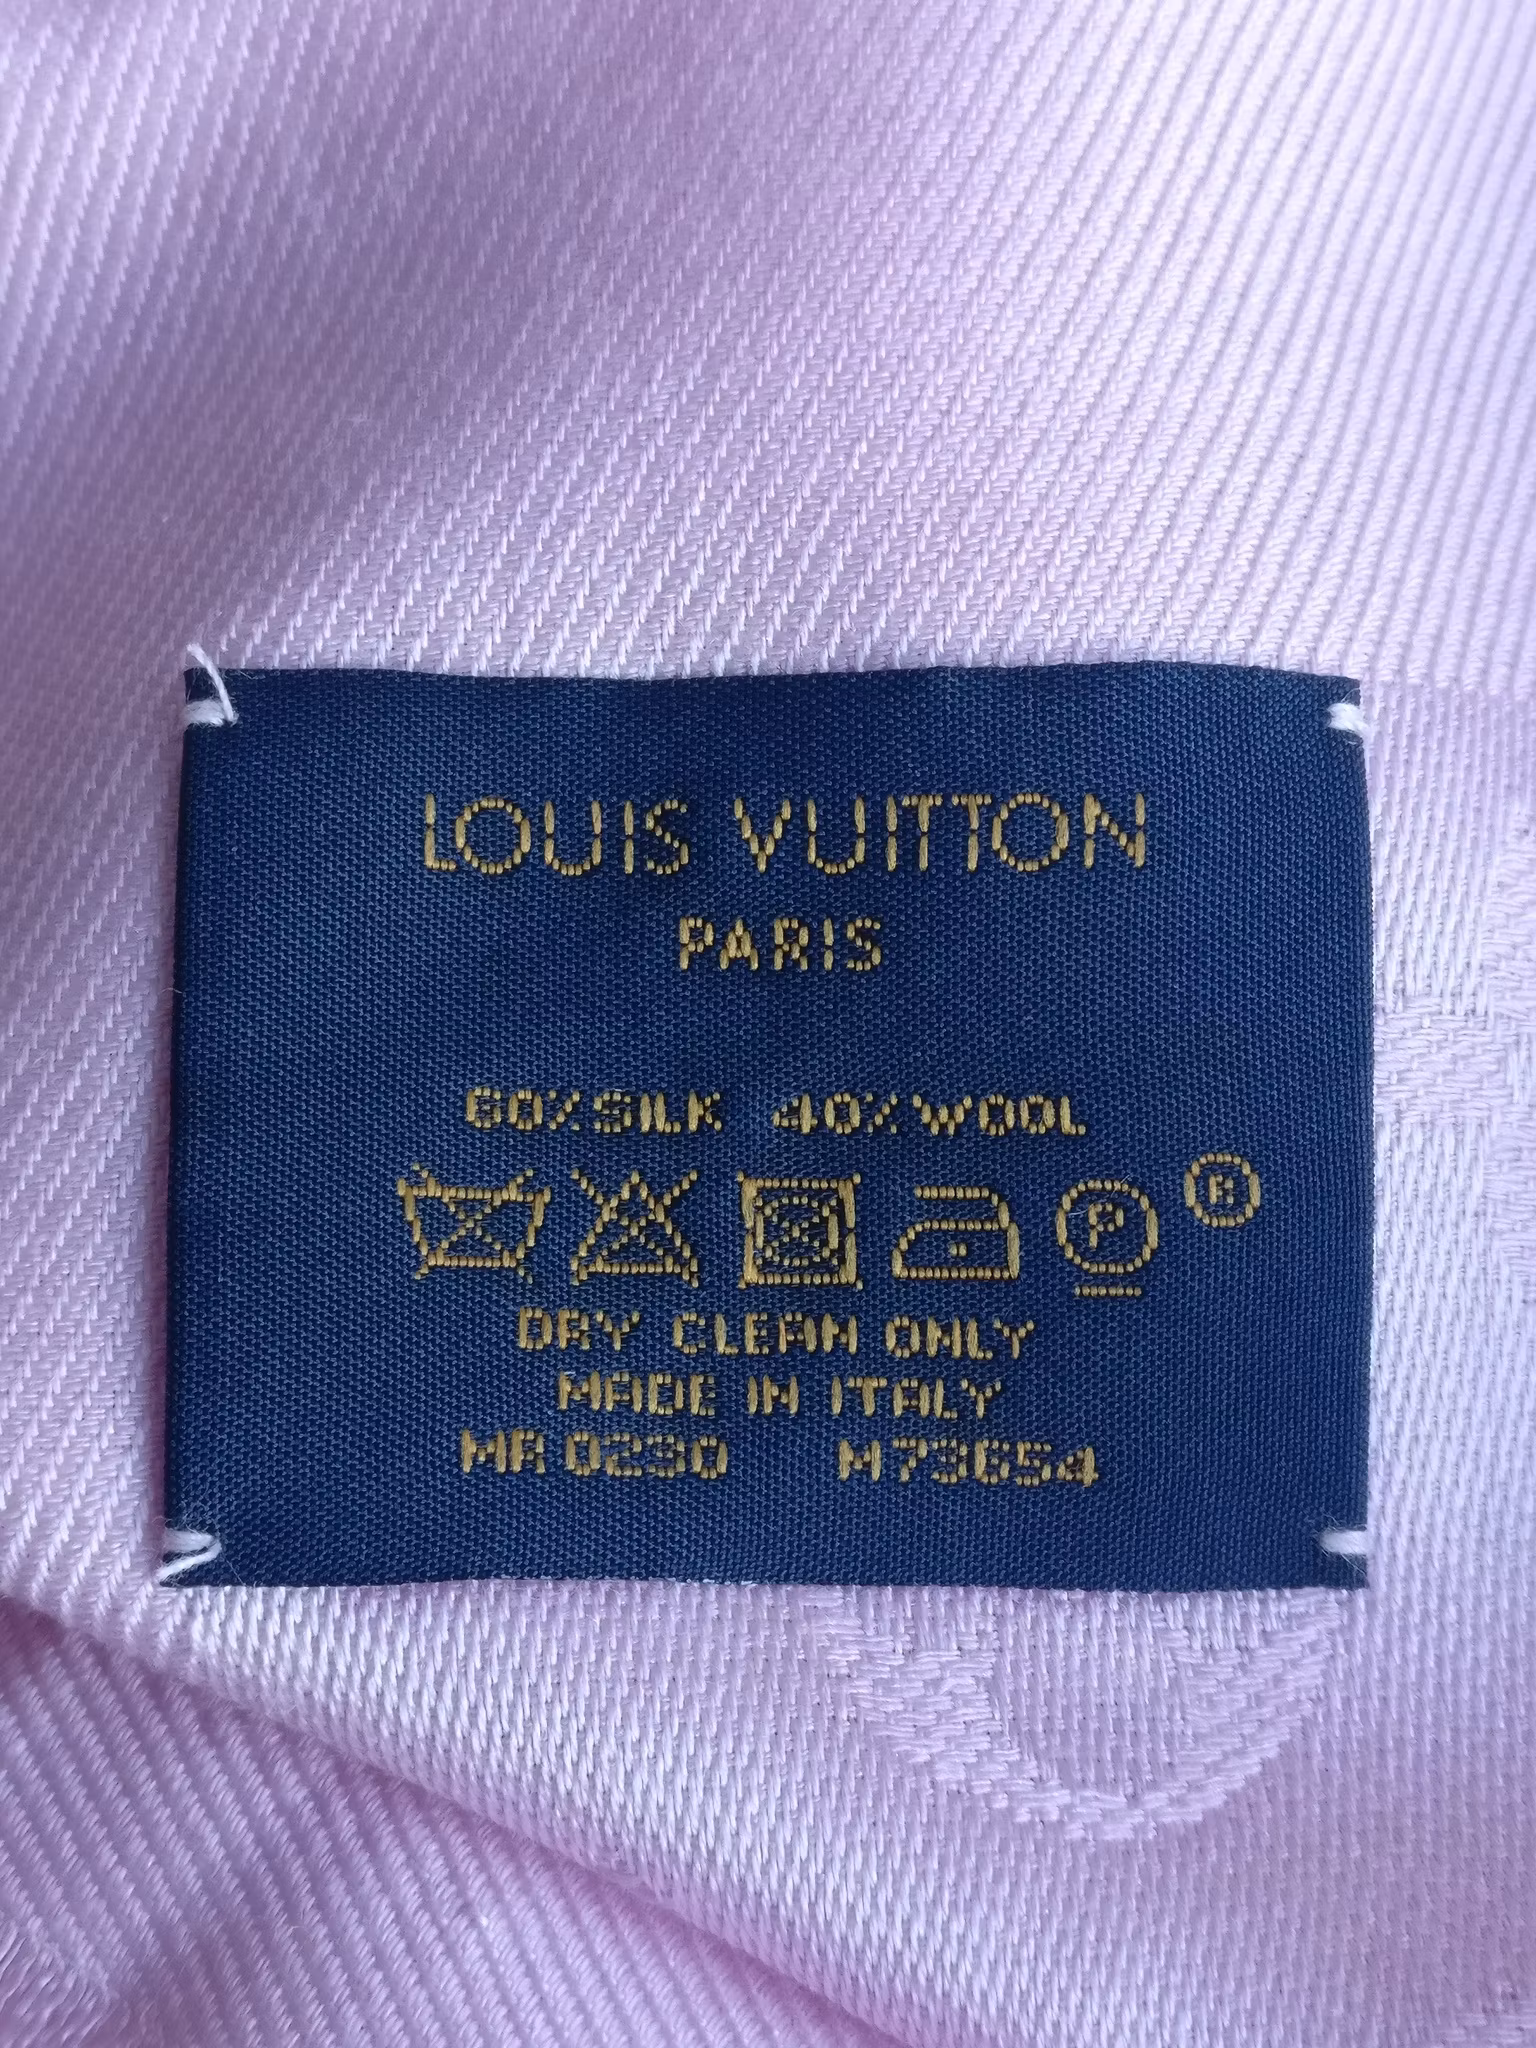 LOUIS VUITTON
PARIS
60% SILK 40% WOOL
P ®
DRY CLEAN ONLY
MADE IN ITALY
MR 0230 M73654